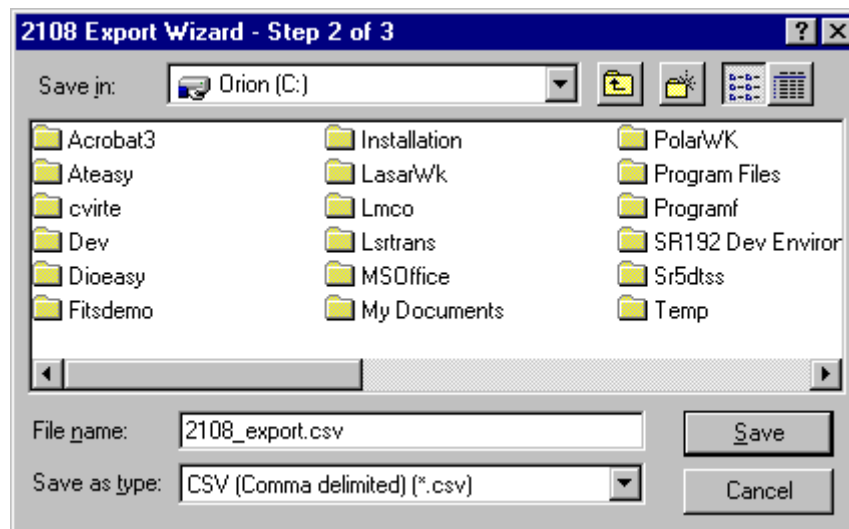 2108 Export Wizard - Step 2 of 3
Save in: Orion (C:)
Acrobat3
Ateasy
cvirte
Dev
Dioeasy
Fitsdemo
Installation
LasarWk
Lmco
Lsrtrans
MSOffice
My Documents
PolarWK
Program Files
Programf
SR192 Dev Environ
Sr5dtss
Temp
File name: 2108_export.csv
Save
Save as type: CSV (Comma delimited) (*.csv)
Cancel